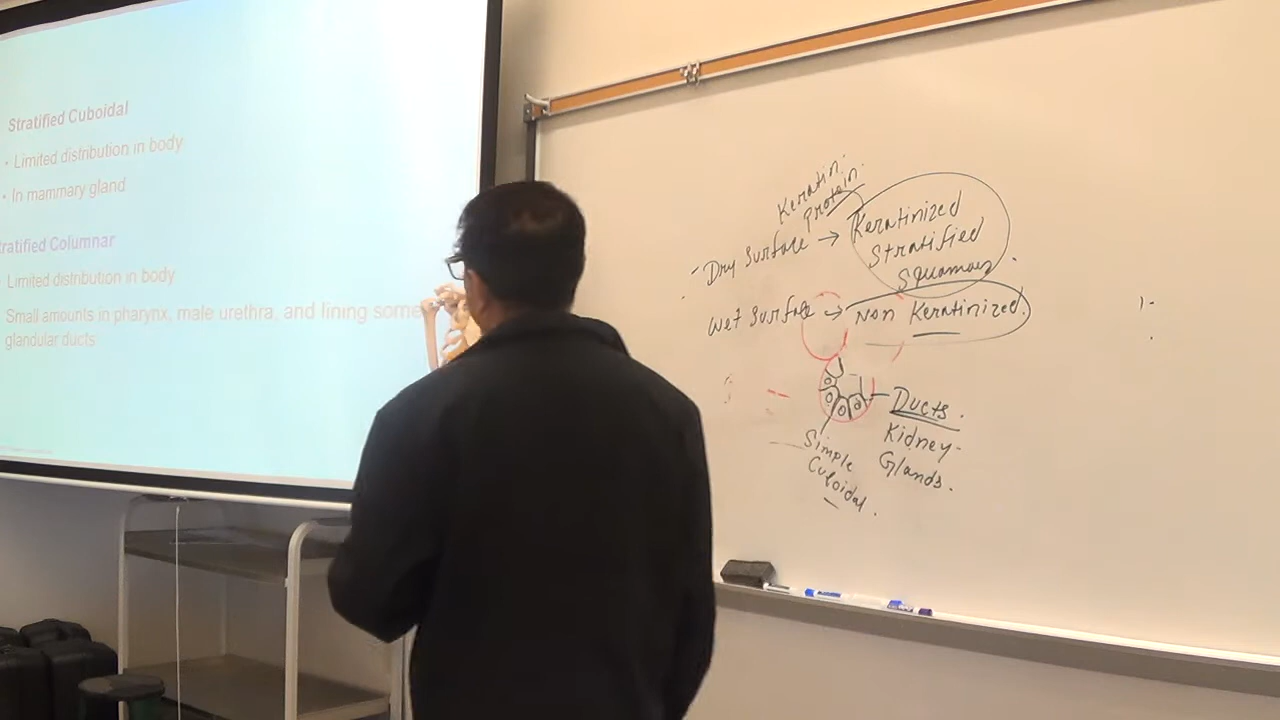 Stratified Cuboidal
• Limited distribution in body
• In mammary gland
ratified Columnar
Limited distribution in body
Small amounts in pharynx, male urethra, and lining some
glandular ducts
Keratin
Protein
Dry Surface → Keratinized
Stratified
Squamous.
Wet Surface → Non Keratinized.
Ducts.
Kidney-
Glands.
Simple
Cuboidal.